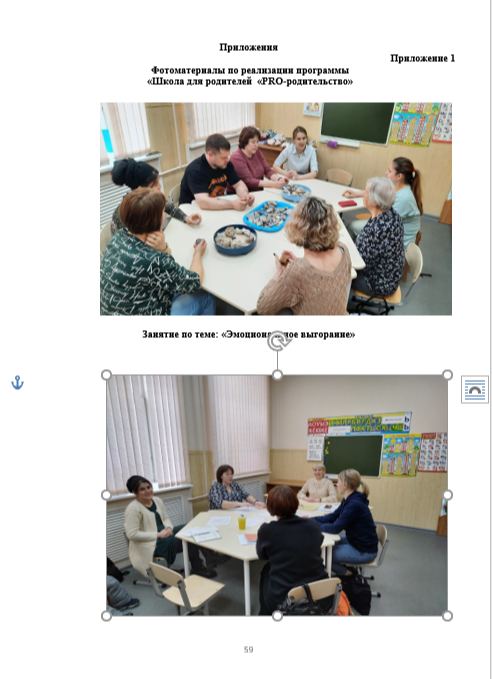 Приложения
Приложение 1
Фотоматериалы по реализации программы
«Школа для родителей «PRO-родительство»
Занятие по теме: «Эмоциональное выгорание»
59